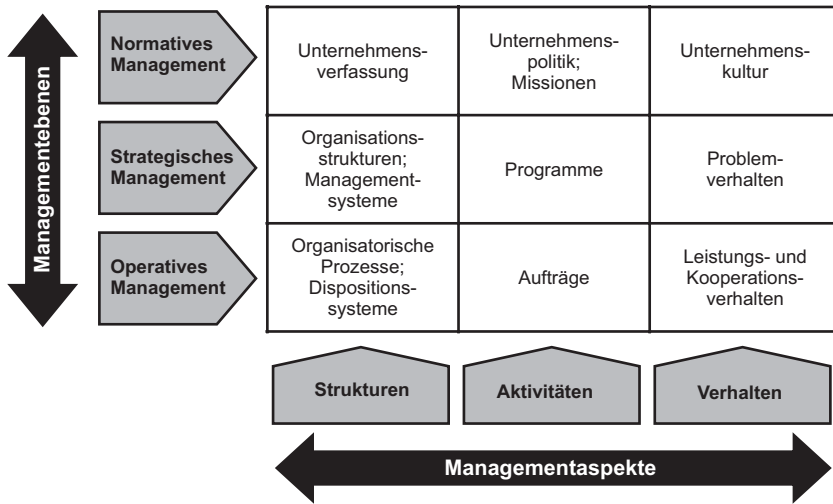 Managementebenen
Normatives
Management
Unternehmens-
verfassung
Unternehmens-
politik;
Missionen
Unternehmens-
kultur
Strategisches
Management
Organisations-
strukturen;
Management-
systeme
Programme
Problem-
verhalten
Operatives
Management
Organisatorische
Prozesse;
Dispositions-
systeme
Aufträge
Leistungs- und
Kooperations-
verhalten
Strukturen
Aktivitäten
Verhalten
Managementaspekte